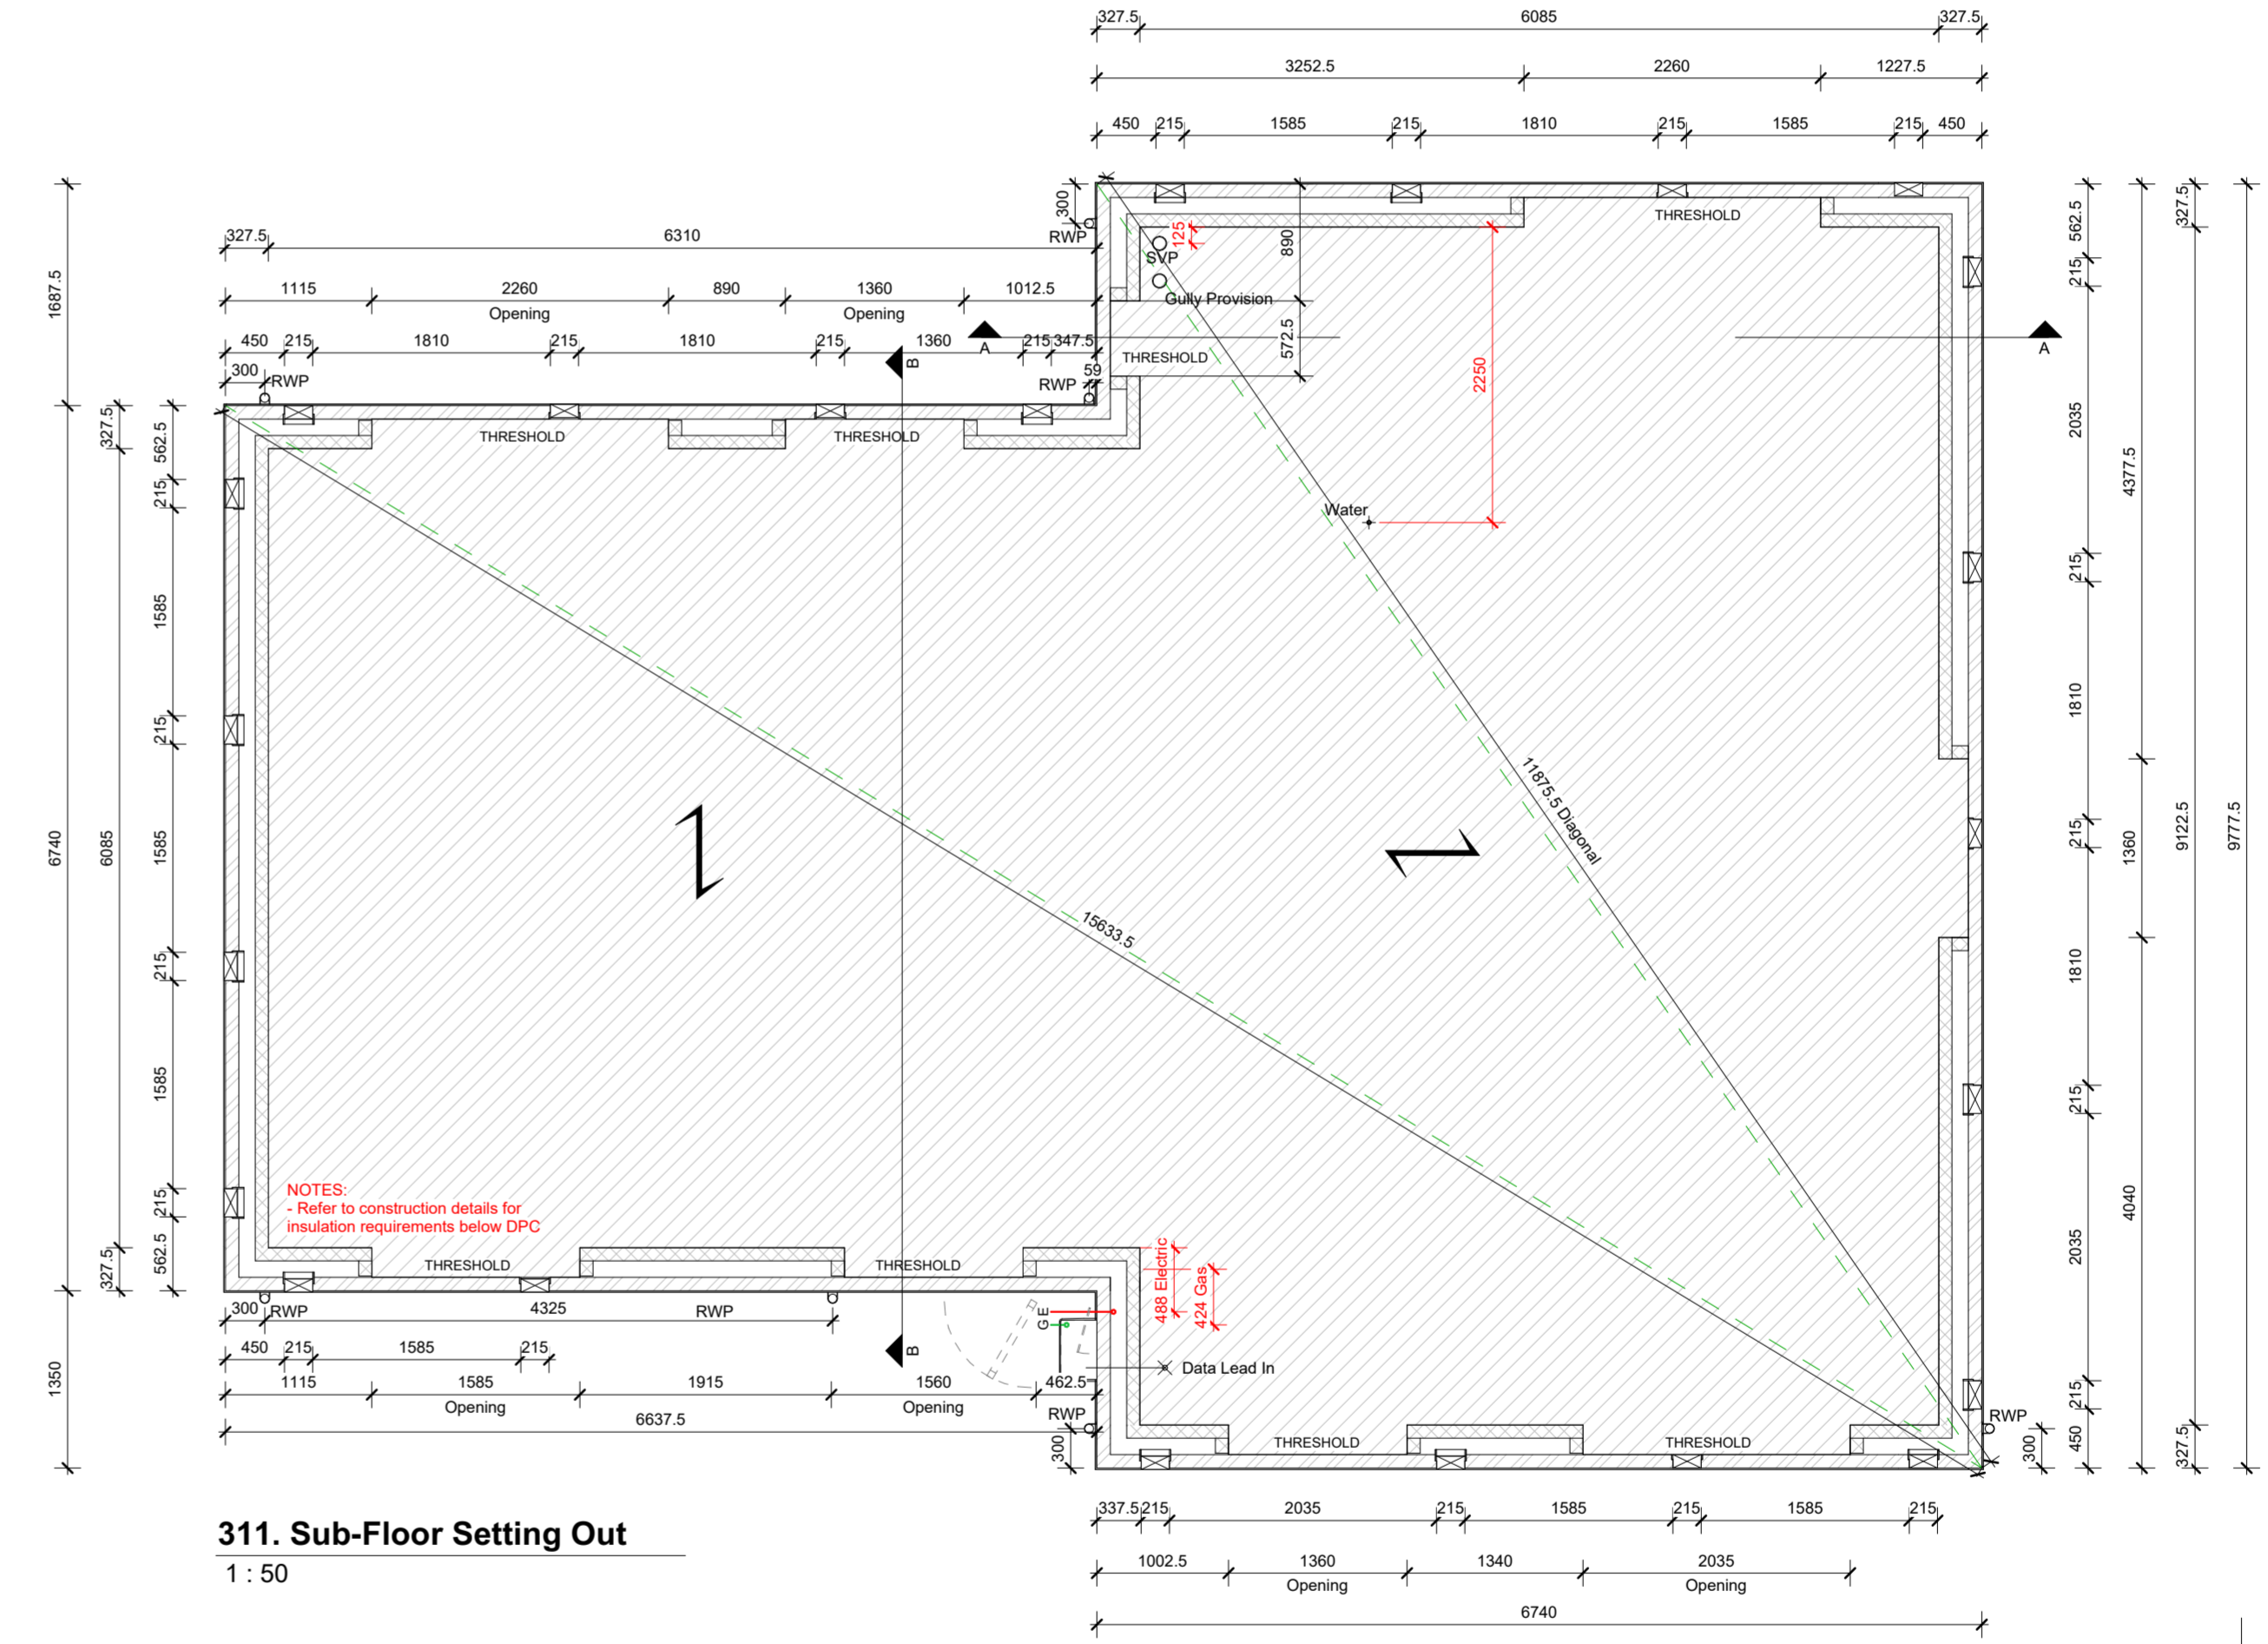 327.5 6085 327.5
3252.5 2260 1227.5
450 215 1585 215 1810 215 1585 215 450
300
RWP
THRESHOLD
327.5 6310
125
SVP
890
562.5
327.5
1687.5
1115 2260 890 1360 1012.5
Opening Opening
Gully Provision
215
450 215 1810 215 1810 215 1360 215 347.5
A
B
572.5
THRESHOLD
A
300 RWP
RWP 59
2250
327.5
562.5
THRESHOLD THRESHOLD
2035
4377.5
215
Water
215
1585
1810
215
11875.5 Diagonal
6740
6085
1585
215
1360
9122.5
9777.5
15633.5
215
1810
1585
215
4040
215
NOTES:
- Refer to construction details for
insulation requirements below DPC
562.5
327.5
THRESHOLD THRESHOLD
488 Electric
424 Gas
2035
300 RWP 4325 RWP
G E
450 215 1585 215
B
Data Lead In
1350
1115 1585 1915 1560 462.5
Opening Opening
215
6637.5
RWP
300
THRESHOLD THRESHOLD
RWP
300
450
327.5
337.5 215 2035 215 1585 215 1585 215
311. Sub-Floor Setting Out
1 : 50
1002.5 1360 1340 2035
Opening Opening
6740